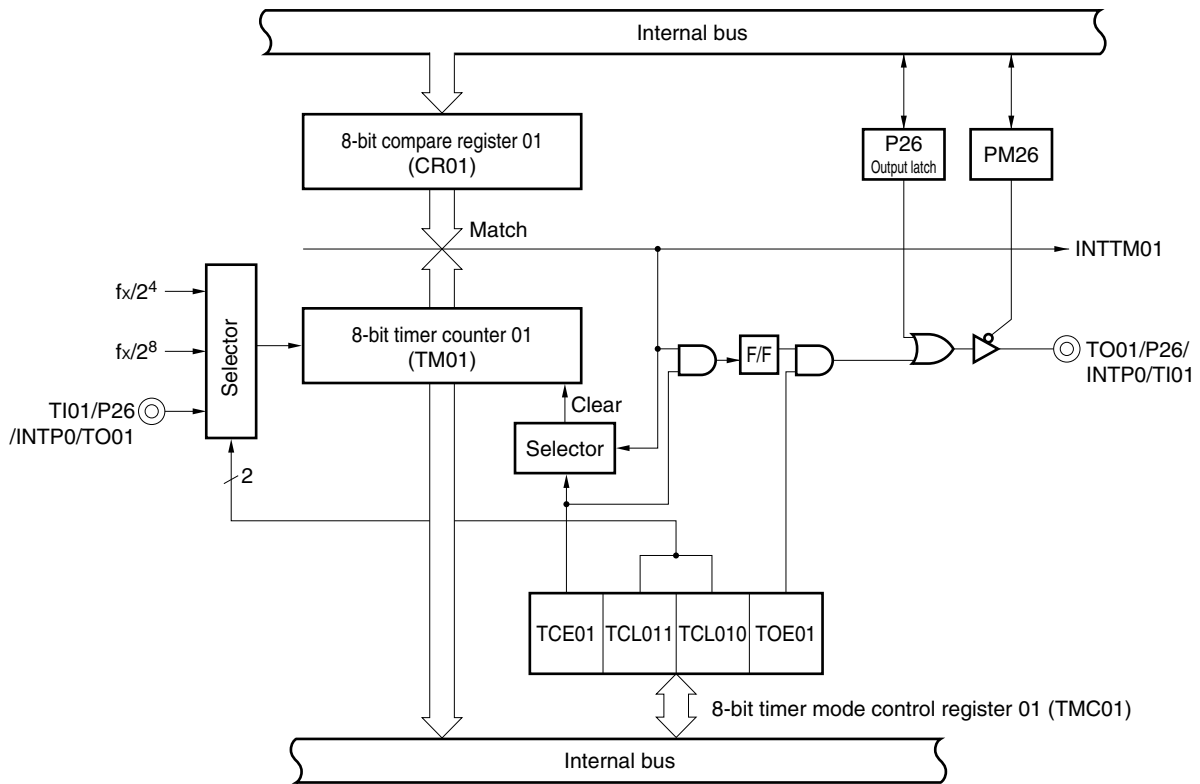 Internal bus
8-bit compare register 01
(CR01)
P26
Output latch
PM26
Match
INTTM01
fx/2⁴
8-bit timer counter 01
(TM01)
fx/2⁸
Selector
F/F
TO01/P26/
INTP0/TI01
TI01/P26
/INTP0/TO01
Clear
Selector
2
TCE01
TCL011
TCL010
TOE01
8-bit timer mode control register 01 (TMC01)
Internal bus